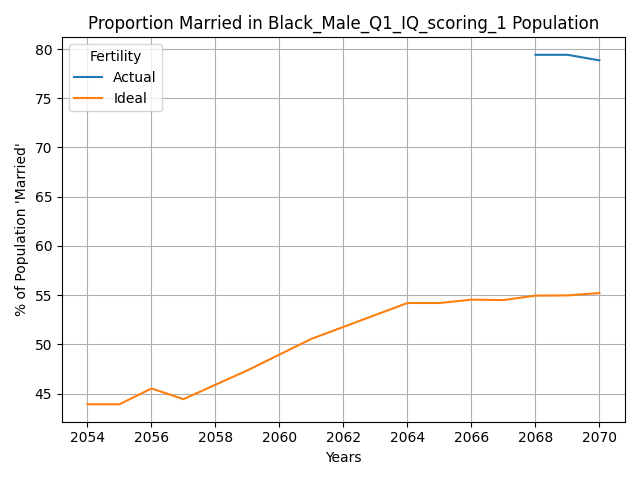 Proportion Married in Black_Male_Q1_IQ_scoring_1 Population
Fertility
Actual
Ideal
% of Population 'Married'
80
75
70
65
60
55
50
45
2054 2056 2058 2060 2062 2064 2066 2068 2070
Years